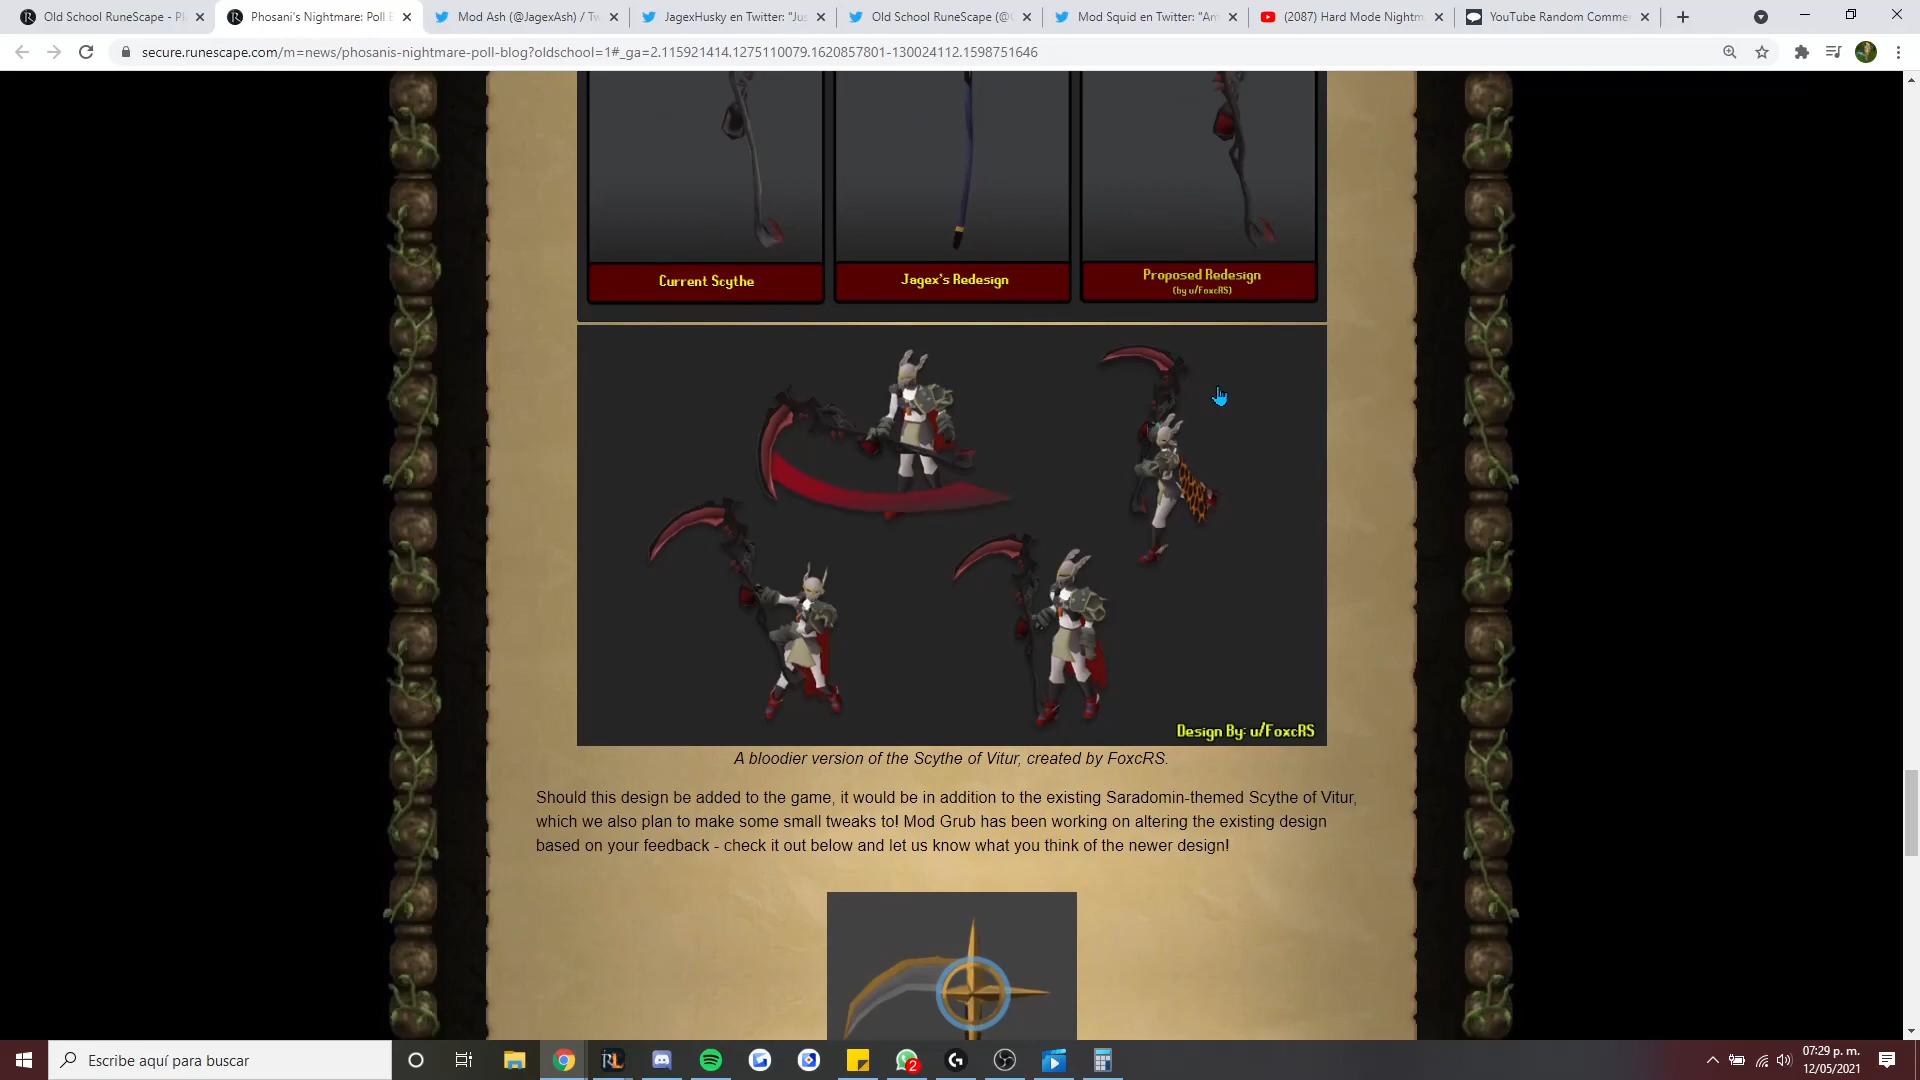 Old School RuneScape - Pl
Phosani's Nightmare: Poll B
Mod Ash (@JagexAsh) / Tw
JagexHusky en Twitter: "Jus
Old School RuneScape (@O
Mod Squid en Twitter: "An
(2087) Hard Mode Nightm
YouTube Random Comme
secure.runescape.com/m=news/phosanis-nightmare-poll-blog?oldschool=1#_ga=2.115921414.1275110079.1620857801-130024112.1598751646
Current Scythe
Jagex's Redesign
Proposed Redesign
(by u/FoxcRS)
Design By: u/FoxcRS
A bloodier version of the Scythe of Vitur, created by FoxcRS.
Should this design be added to the game, it would be in addition to the existing Saradomin-themed Scythe of Vitur,
which we also plan to make some small tweaks to! Mod Grub has been working on altering the existing design
based on your feedback - check it out below and let us know what you think of the newer design!
Escribe aquí para buscar
2
07:29 p. m.
12/05/2021